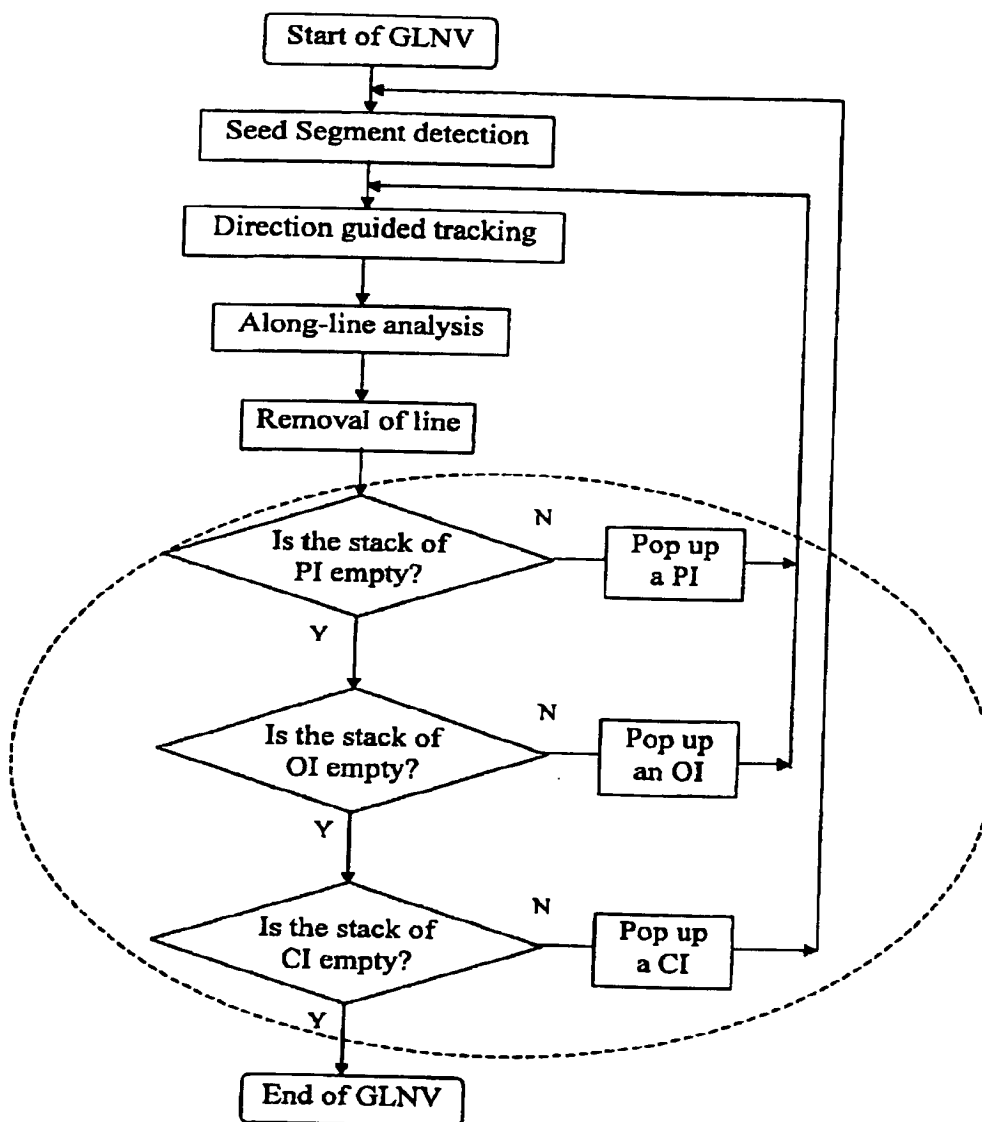 Start of GLNV
Seed Segment detection
Direction guided tracking
Along-line analysis
Removal of line
Is the stack of
PI empty?
N
Pop up
a PI
Y
Is the stack of
OI empty?
N
Pop up
an OI
Y
Is the stack of
CI empty?
N
Pop up
a CI
Y
End of GLNV